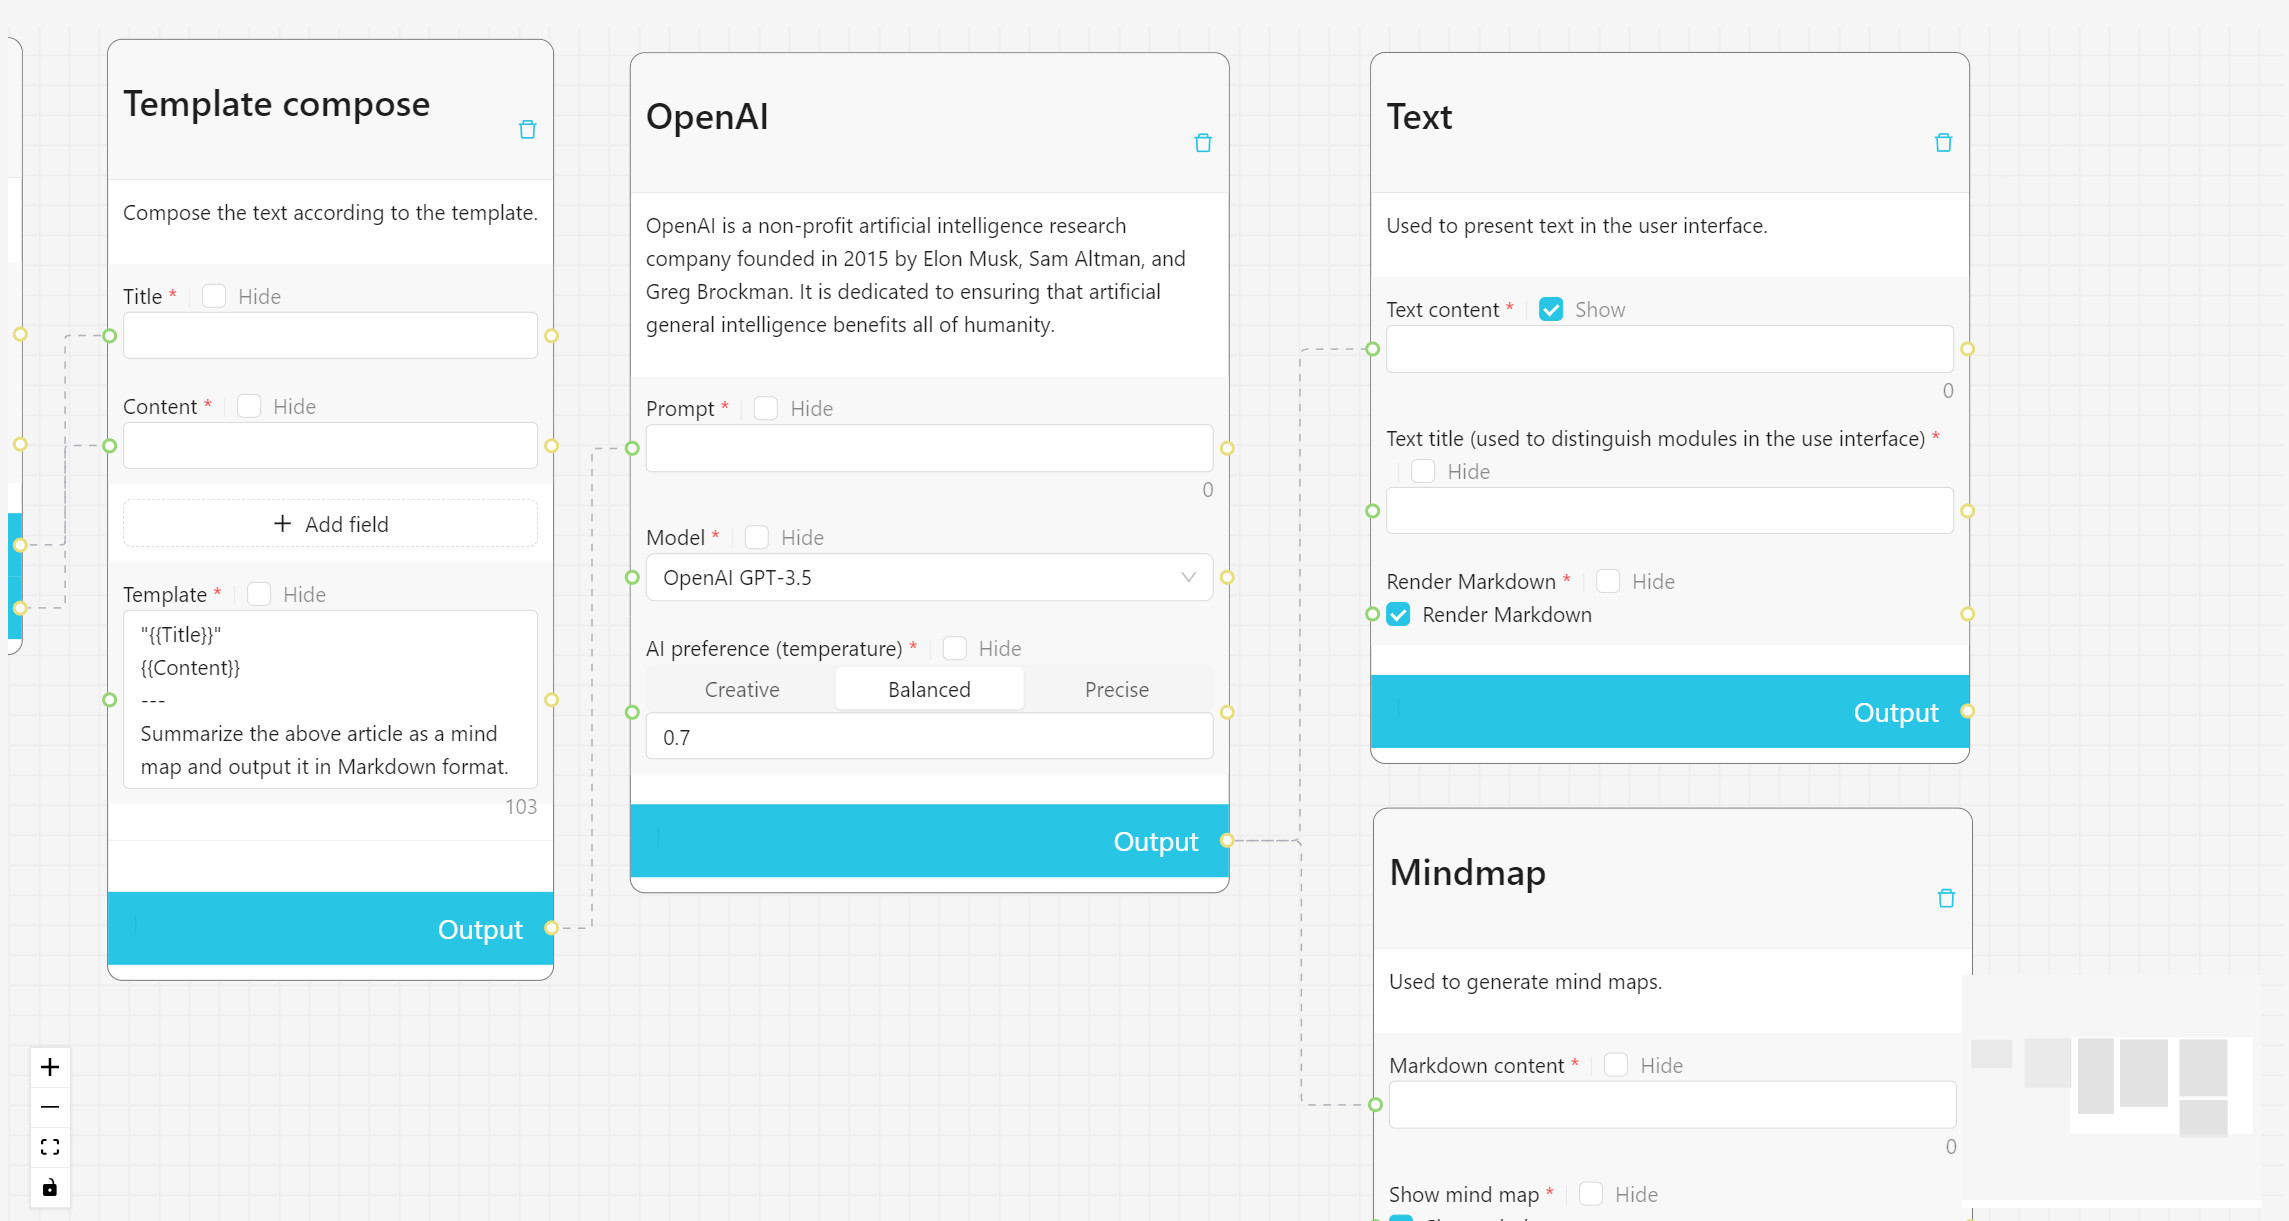 Template compose
Compose the text according to the template.
Title * Hide
Content * Hide
+ Add field
Template * Hide
"{{Title}}"
{{Content}}
---
Summarize the above article as a mind
map and output it in Markdown format.
103
Output
OpenAI
OpenAI is a non-profit artificial intelligence research
company founded in 2015 by Elon Musk, Sam Altman, and
Greg Brockman. It is dedicated to ensuring that artificial
general intelligence benefits all of humanity.
Prompt * Hide
0
Model * Hide
OpenAI GPT-3.5
AI preference (temperature) * Hide
Creative Balanced Precise
0.7
Output
Text
Used to present text in the user interface.
Text content * Show
0
Text title (used to distinguish modules in the use interface) *
Hide
Render Markdown * Hide
Render Markdown
Output
Mindmap
Used to generate mind maps.
Markdown content * Hide
0
Show mind map * Hide